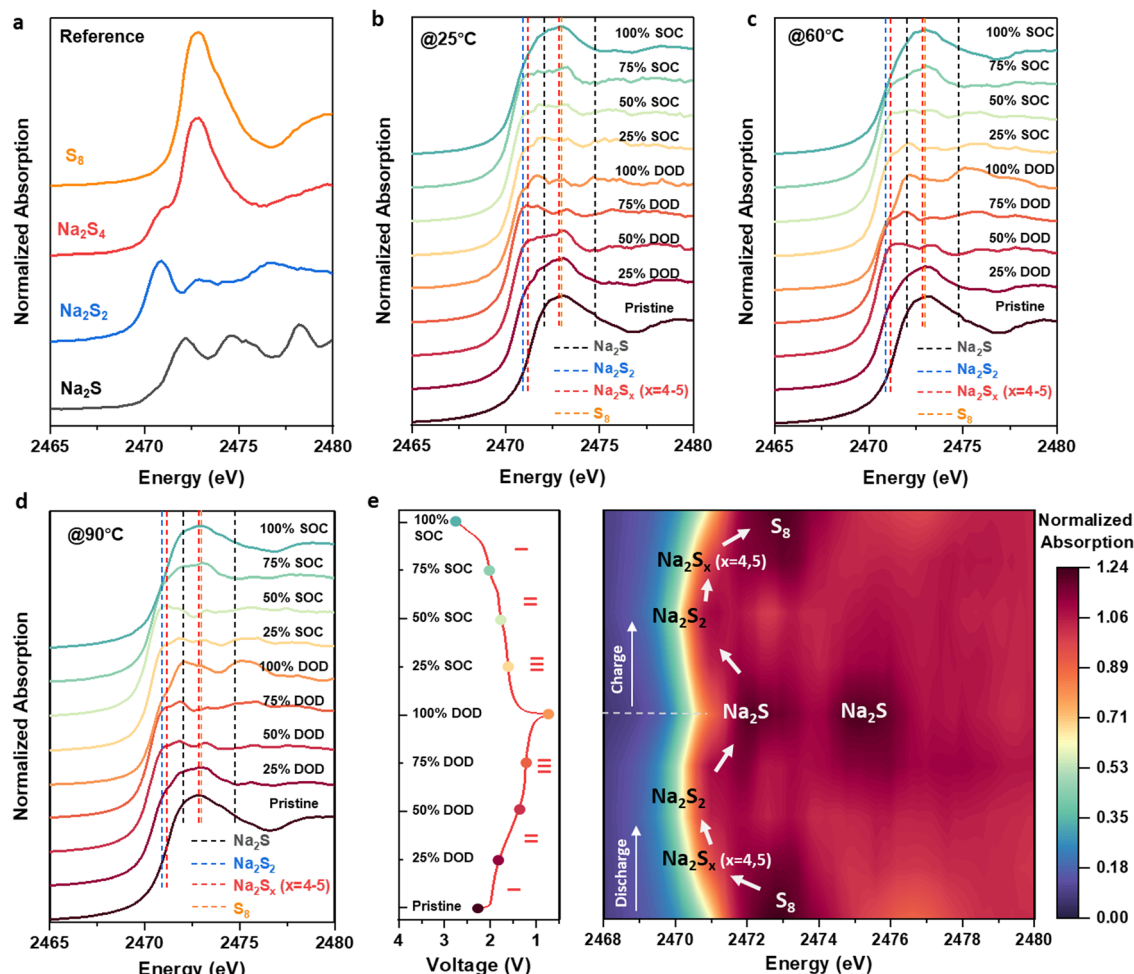 a
Reference
S8
Na2S4
Na2S2
Na2S
Normalized Absorption
2465 2470 2475 2480
Energy (eV)
b
@25°C
100% SOC
75% SOC
50% SOC
25% SOC
100% DOD
75% DOD
50% DOD
25% DOD
Pristine
Na2S
Na2S2
Na2Sx (x=4-5)
S8
Normalized Absorption
2465 2470 2475 2480
Energy (eV)
c
@60°C
100% SOC
75% SOC
50% SOC
25% SOC
100% DOD
75% DOD
50% DOD
25% DOD
Pristine
Na2S
Na2S2
Na2Sx (x=4-5)
S8
Normalized Absorption
2465 2470 2475 2480
Energy (eV)
d
@90°C
100% SOC
75% SOC
50% SOC
25% SOC
100% DOD
75% DOD
50% DOD
25% DOD
Pristine
Na2S
Na2S2
Na2Sx (x=4-5)
S8
Normalized Absorption
2465 2470 2475 2480
Energy (eV)
e
100%
SOC
75% SOC
50% SOC
25% SOC
100% DOD
75% DOD
50% DOD
25% DOD
Pristine
I
II
III
III
II
I
4 3 2 1
Voltage (V)
S8
Na2Sx (x=4,5)
Na2S2
Charge
Na2S Na2S
Na2S2
Na2Sx (x=4,5)
Discharge
S8
2468 2470 2472 2474 2476 2478 2480
Energy (eV)
Normalized
Absorption
1.24
1.06
0.89
0.71
0.53
0.35
0.18
0.00